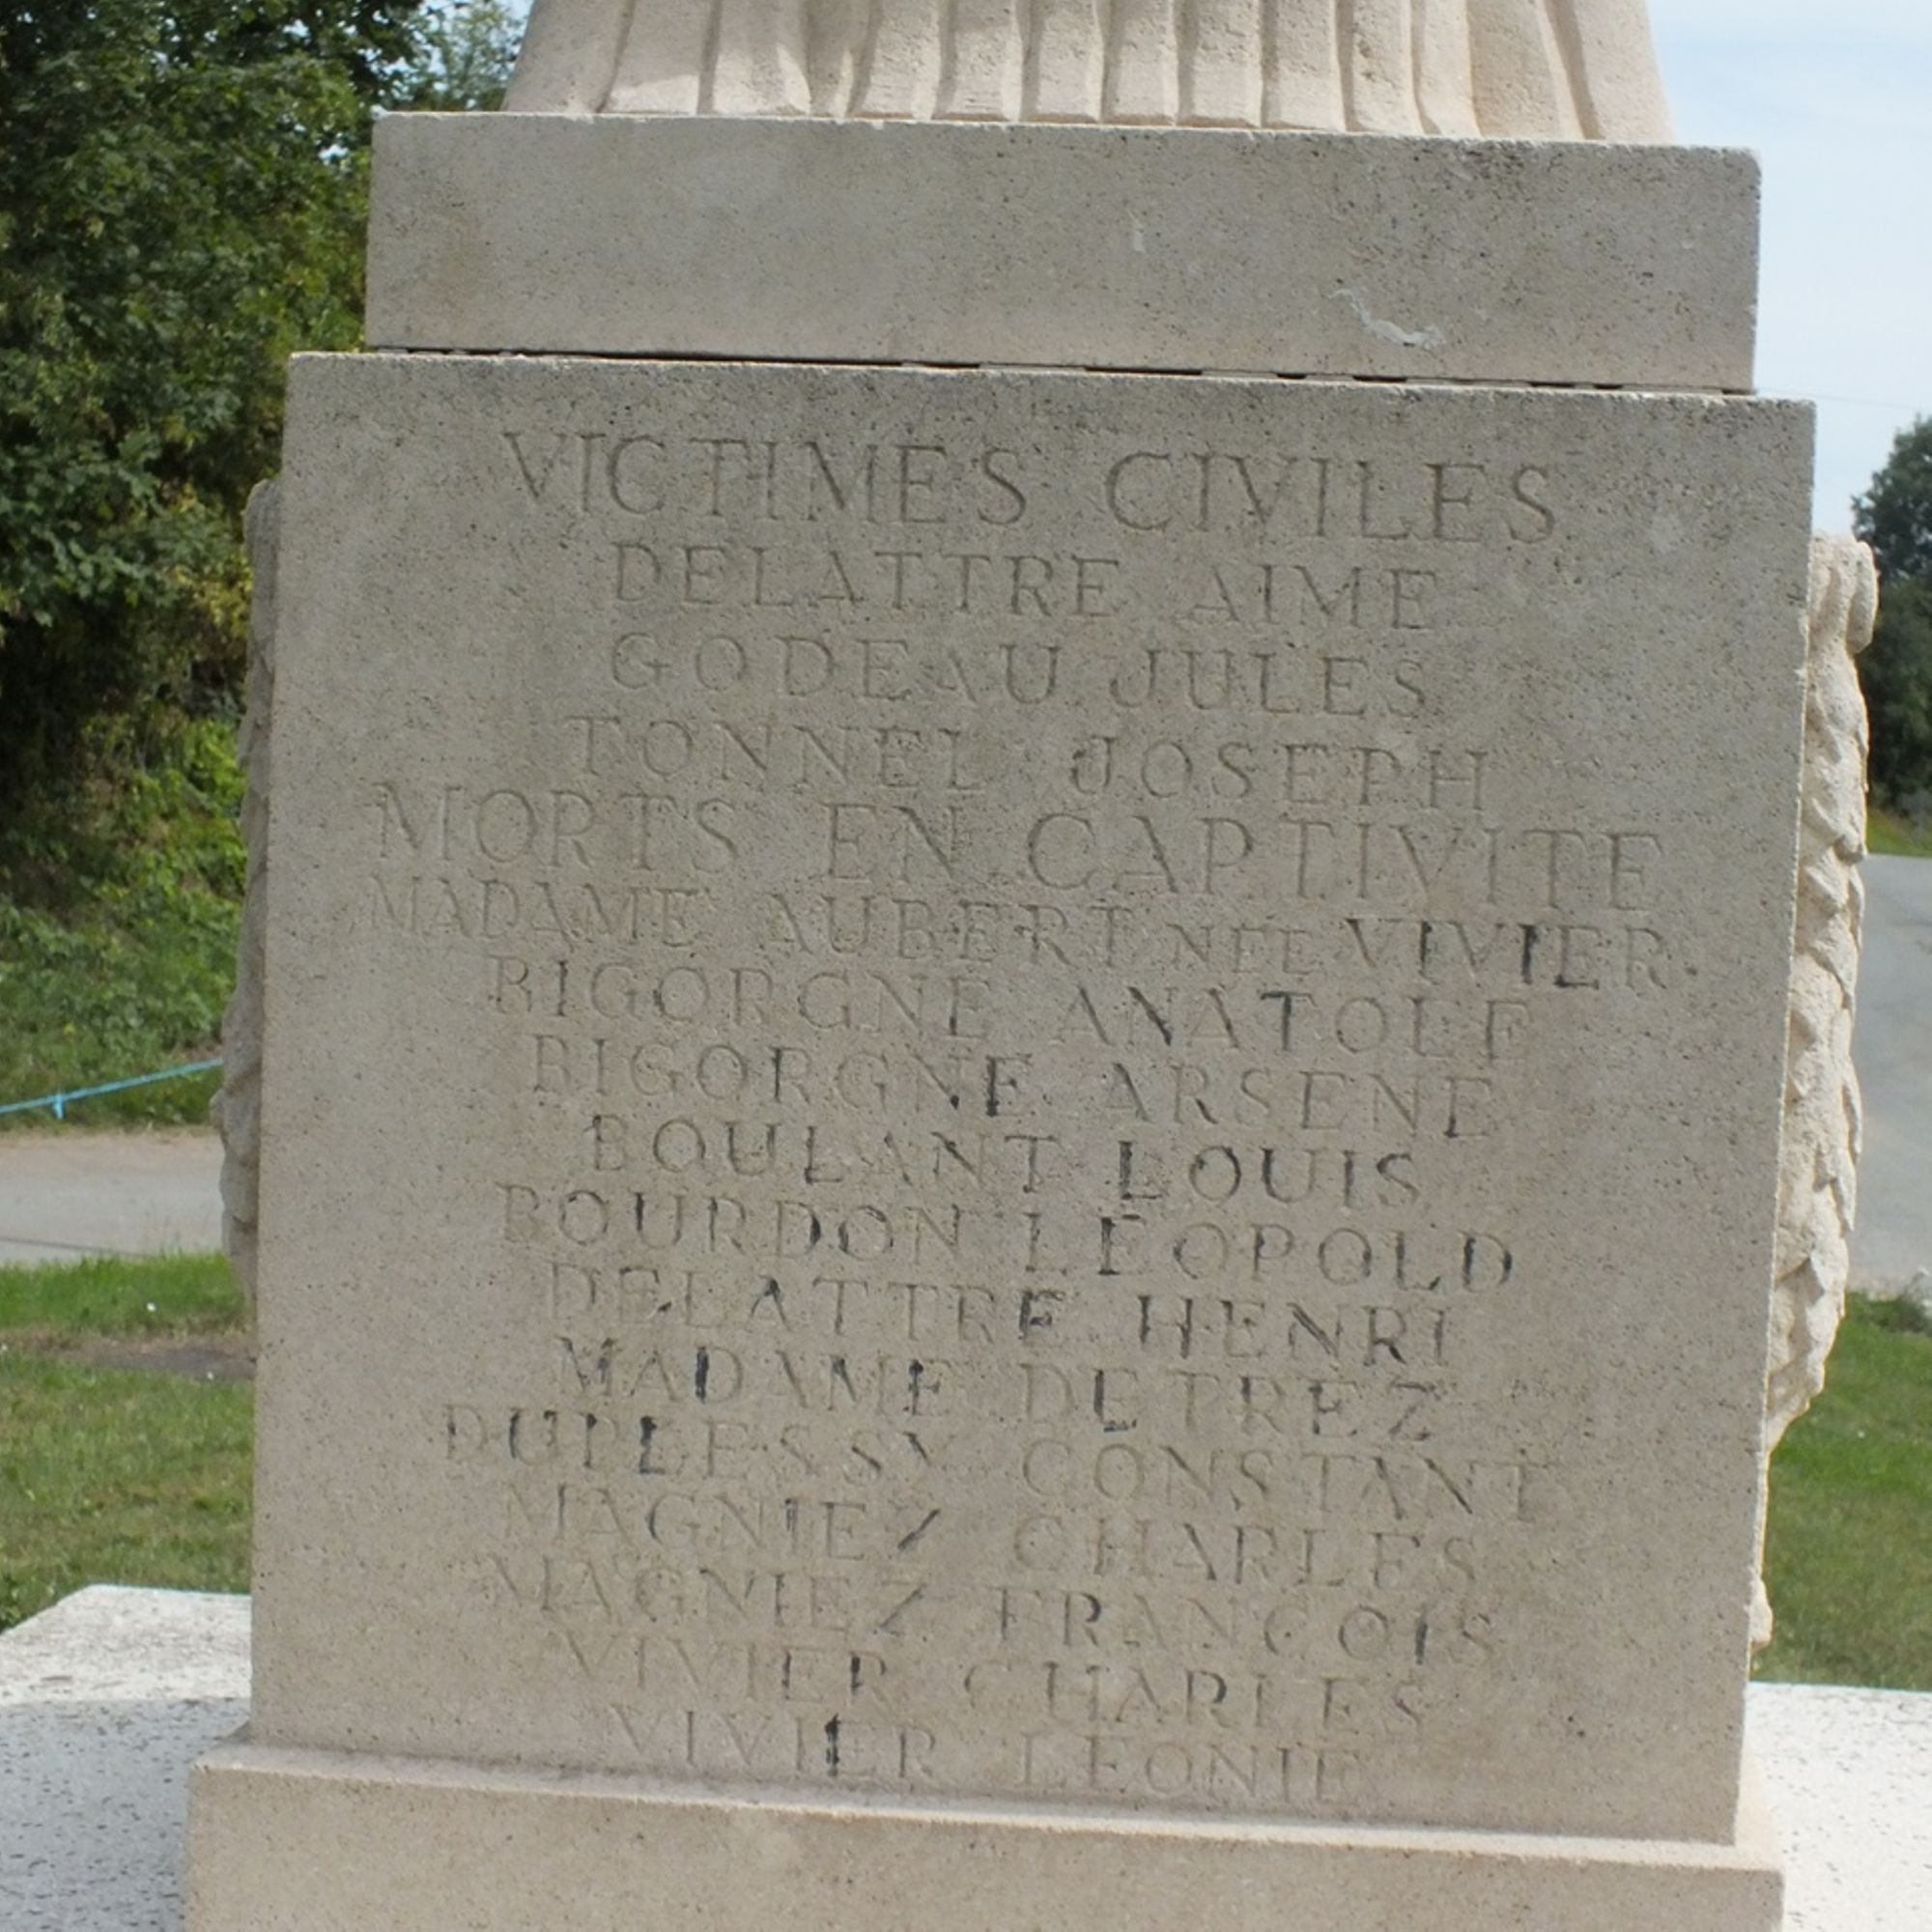 VICTIMES CIVILES
DELATTRE AIME
GODEAU JULES
TONNEL JOSEPH
MORTS EN CAPTIVITE
MADAME AUBERT NEE VIVIER
BIGORGNE ANATOLE
BIGORGNE ARSENE
BOULANT LOUIS
BOURDON LEOPOLD
DELATTRE HENRI
MADAME DETREZ
DUPLESSY CONSTANT
MAGNIEZ CHARLES
MAGNIEZ FRANCOIS
VIVIER CHARLES
VIVIER LEONIE